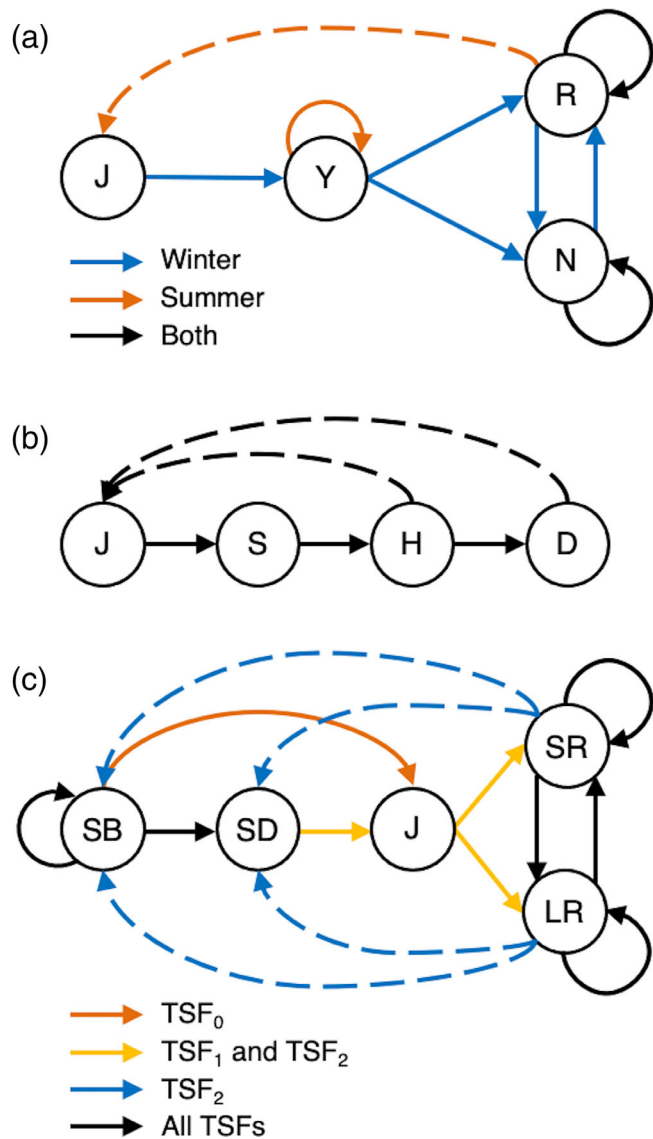 (a)
R
J
Y
N
Winter
Summer
Both
(b)
J
S
H
D
(c)
SR
SB
SD
J
LR
TSF₀
TSF₁ and TSF₂
TSF₂
All TSFs